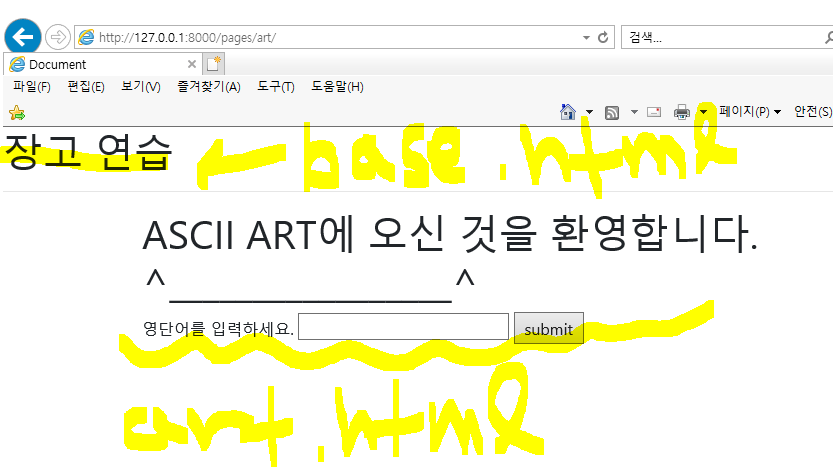 http://127.0.0.1:8000/pages/art/
검색...
Document
파일(F) 편집(E) 보기(V) 즐겨찾기(A) 도구(T) 도움말(H)
페이지(P) 안전(S)
장고 연습 ← base.html
ASCII ART에 오신 것을 환영합니다.
^_________________^
영단어를 입력하세요. submit
art.html